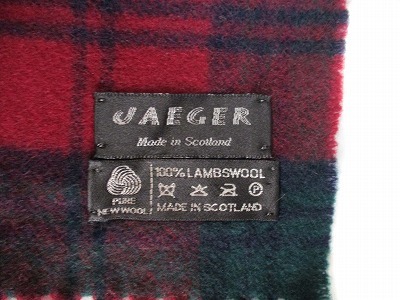 JAEGER
Made in Scotland
100% LAMBSWOOL
P
PURE
NEW WOOL
MADE IN SCOTLAND